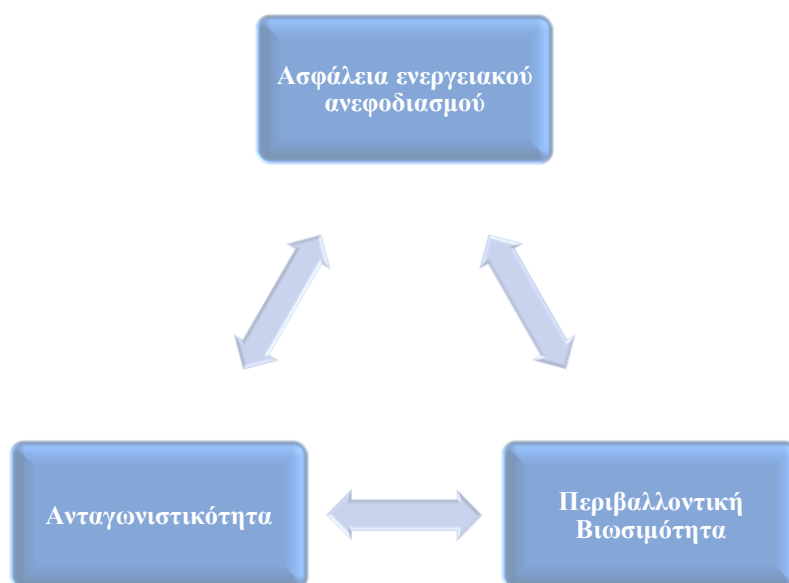 Ασφάλεια ενεργειακού
ανεφοδιασμού
Ανταγωνιστικότητα
Περιβαλλοντική
Βιωσιμότητα